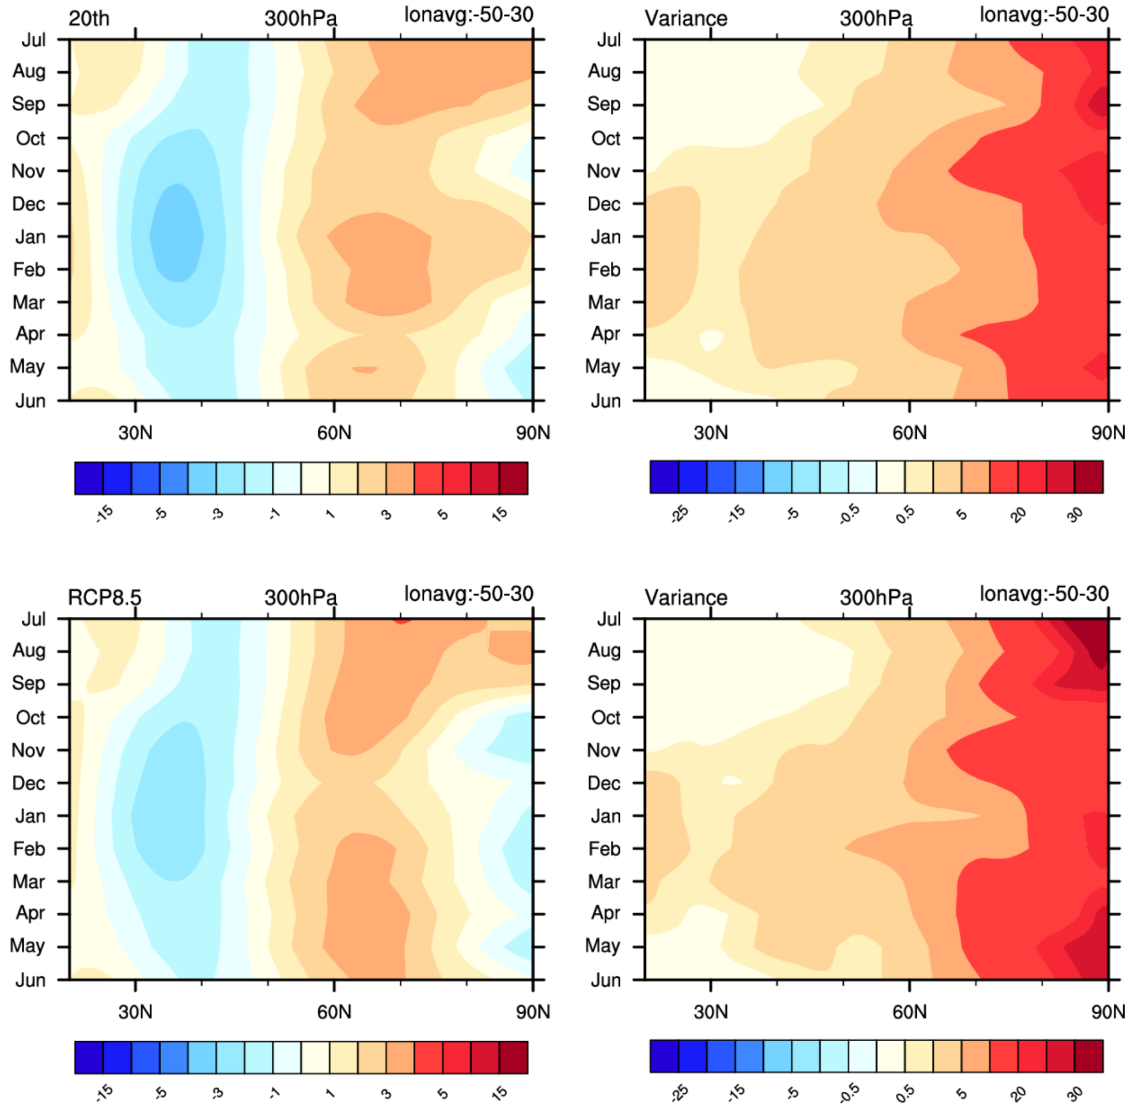 20th 300hPa lonavg:-50-30
Jul
Aug
Sep
Oct
Nov
Dec
Jan
Feb
Mar
Apr
May
Jun
30N 60N 90N
-15 -5 -3 -1 1 3 5 15
Variance 300hPa lonavg:-50-30
Jul
Aug
Sep
Oct
Nov
Dec
Jan
Feb
Mar
Apr
May
Jun
30N 60N 90N
-25 -15 -5 -0.5 0.5 5 20 30
RCP8.5 300hPa lonavg:-50-30
Jul
Aug
Sep
Oct
Nov
Dec
Jan
Feb
Mar
Apr
May
Jun
30N 60N 90N
-15 -5 -3 -1 1 3 5 15
Variance 300hPa lonavg:-50-30
Jul
Aug
Sep
Oct
Nov
Dec
Jan
Feb
Mar
Apr
May
Jun
30N 60N 90N
-25 -15 -5 -0.5 0.5 5 20 30